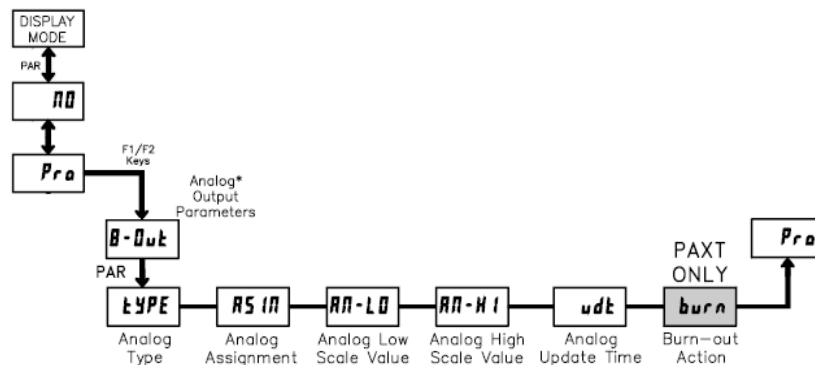 DISPLAY
MODE
PAR
NO
Pro
F1/F2
Keys
Analog*
Output
Parameters
8-Out
PAR
tYPE
ASIN
AN-LO
AN-HI
udt
PAXT
ONLY
burn
Pro
Analog
Type
Analog
Assignment
Analog Low
Scale Value
Analog High
Scale Value
Analog
Update Time
Burn-out
Action